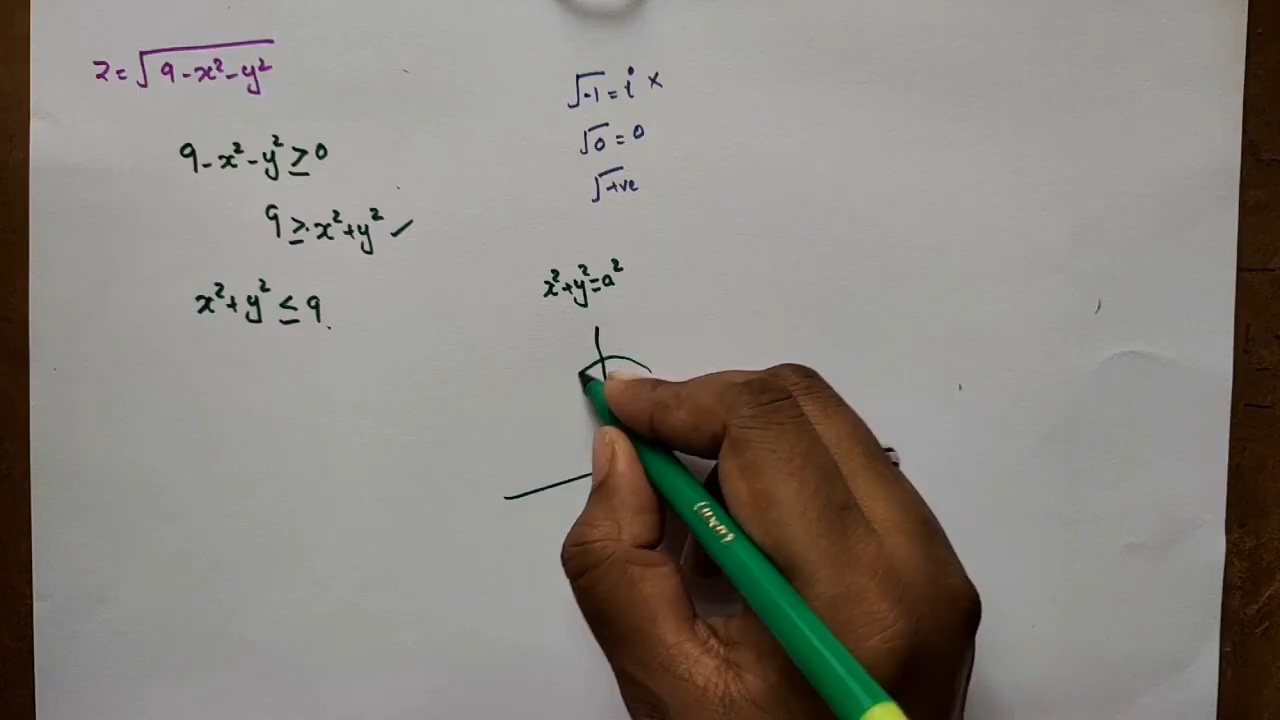 z = √(9-x²-y²)
9-x²-y² ≥ 0
9 ≥ x²+y² ✓
x²+y² ≤ 9.
√-1 = i ×
√0 = 0
√+ve
x²+y²=a²